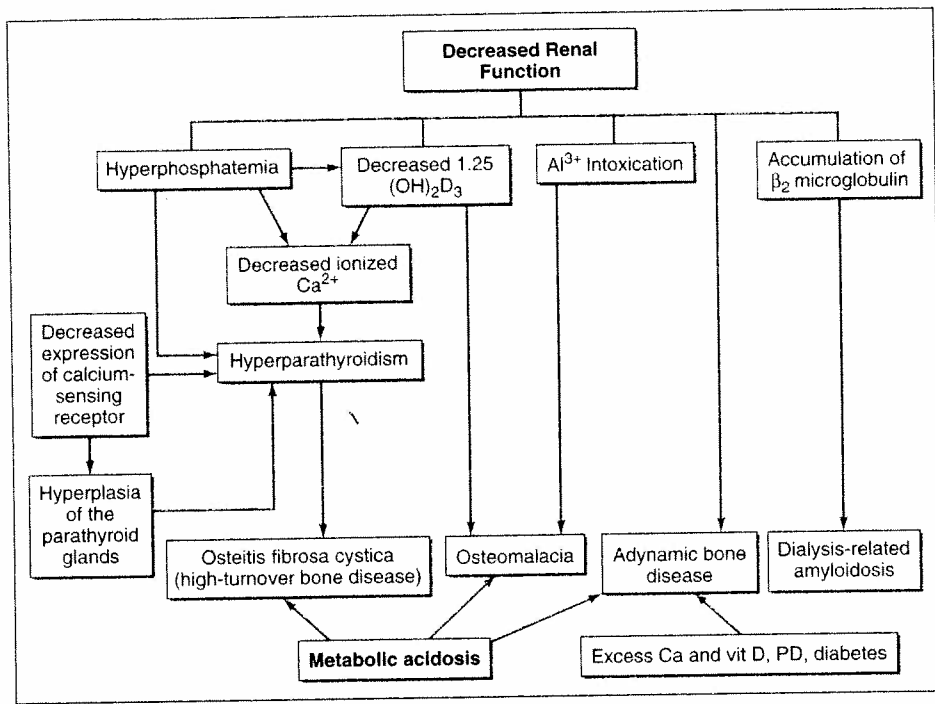 Decreased Renal
Function
Hyperphosphatemia
Decreased 1.25
(OH)₂D₃
Al³⁺ Intoxication
Accumulation of
β₂ microglobulin
Decreased ionized
Ca²⁺
Decreased
expression
of calcium-
sensing
receptor
Hyperparathyroidism
Hyperplasia
of the
parathyroid
glands
Osteitis fibrosa cystica
(high-turnover bone disease)
Osteomalacia
Adynamic bone
disease
Dialysis-related
amyloidosis
Metabolic acidosis
Excess Ca and vit D, PD, diabetes